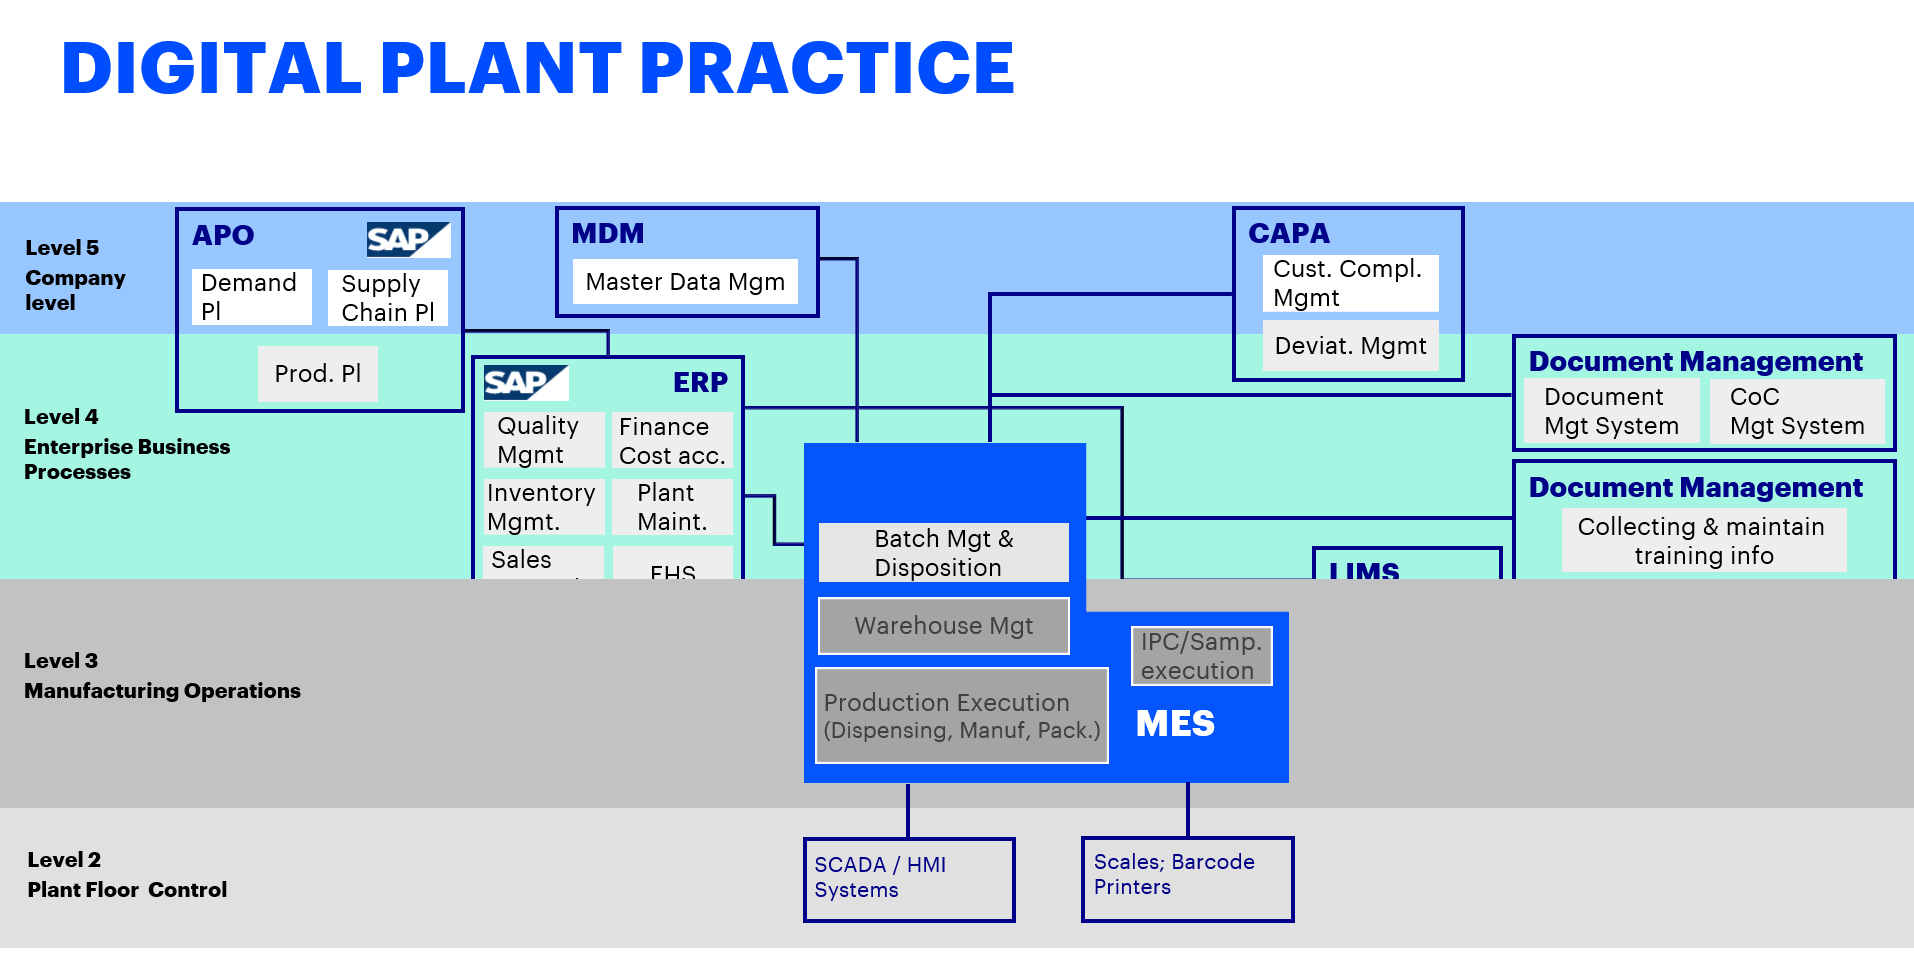 DIGITAL PLANT PRACTICE
Level 5
Company
level
APO
SAP
Demand
Pl
Supply
Chain Pl
Prod. Pl
MDM
Master Data Mgm
CAPA
Cust. Compl.
Mgmt
Deviat. Mgmt
Level 4
Enterprise Business
Processes
SAP
ERP
Quality
Mgmt
Finance
Cost acc.
Inventory
Mgmt.
Plant
Maint.
Sales
EHS
Document Management
Document
Mgt System
CoC
Mgt System
Document Management
Collecting & maintain
training info
LIMS
Batch Mgt &
Disposition
Level 3
Manufacturing Operations
Warehouse Mgt
Production Execution
(Dispensing, Manuf, Pack.)
IPC/Samp.
execution
MES
Level 2
Plant Floor Control
SCADA / HMI
Systems
Scales; Barcode
Printers